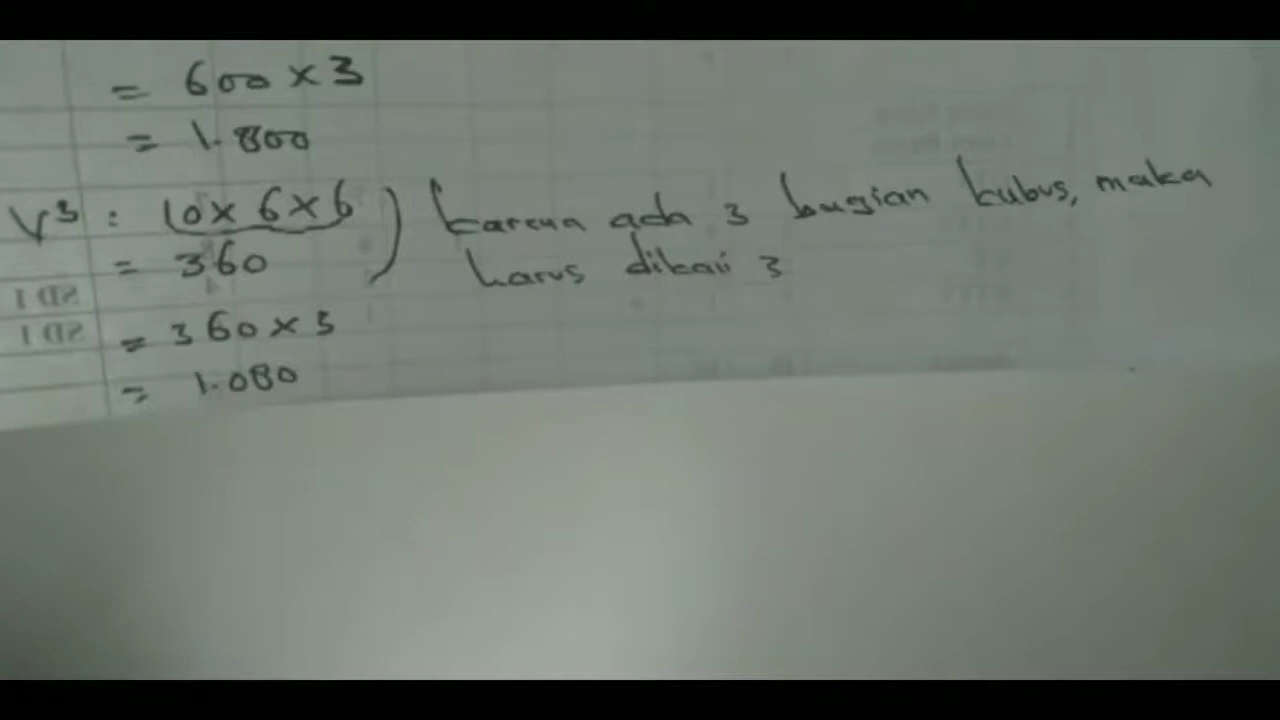 = 600 × 3
= 1.800
V³ : 10 × 6 × 6 ) karena ada 3 bagian kubus, maka
= 360 harus dikali 3
= 360 × 3
= 1.080